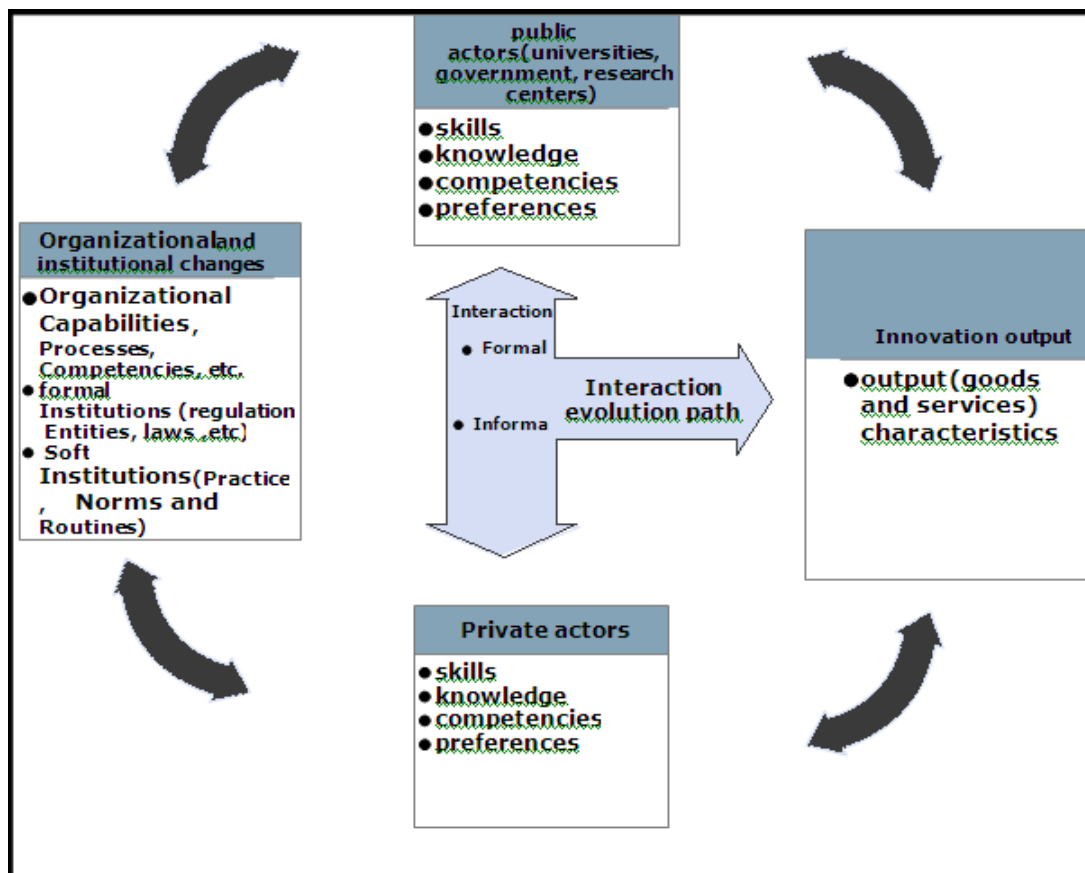 public
actors(universities,
government, research
centers)
●skills
●knowledge
●competencies
●preferences
Organizationaland
institutional changes
●Organizational
Capabilities,
Processes,
Competencies, etc.
● formal
Institutions (regulation
Entities, laws ,etc)
● Soft
Institutions(Practice
, Norms and
Routines)
Interaction
● Formal
● Informa
Interaction
evolution path
Innovation output
●output(goods
and services)
characteristics
Private actors
●skills
●knowledge
●competencies
●preferences